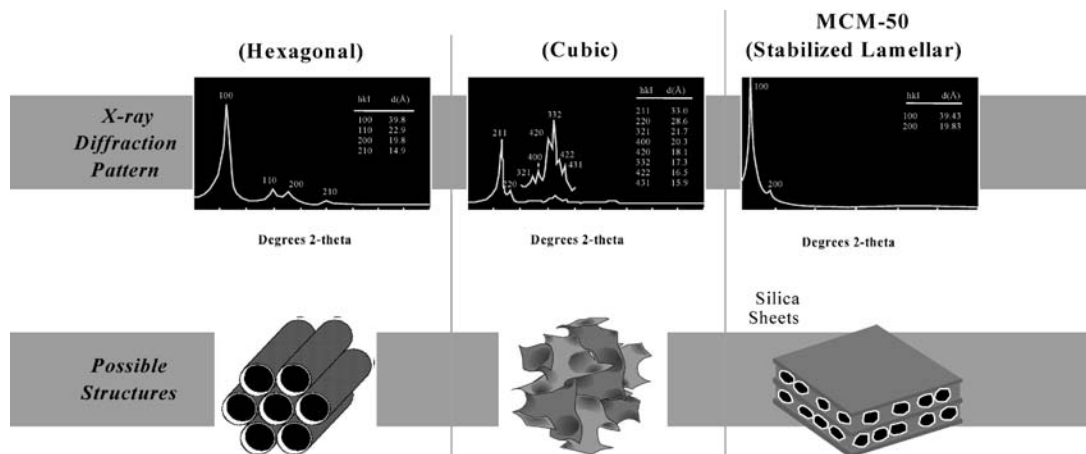 MCM-50
(Hexagonal)
(Cubic)
(Stabilized Lamellar)
X-ray
Diffraction
Pattern
100
110
200
210
hkl d(Å)
100 39.8
110 22.9
200 19.8
210 14.9
211
220
321
400
420
332
422
431
hkl d(Å)
211 33.0
220 28.6
321 21.7
400 20.3
420 18.1
332 17.3
422 16.5
431 15.9
100
200
hkl d(Å)
100 39.43
200 19.83
Degrees 2-theta
Degrees 2-theta
Degrees 2-theta
Silica
Sheets
Possible
Structures